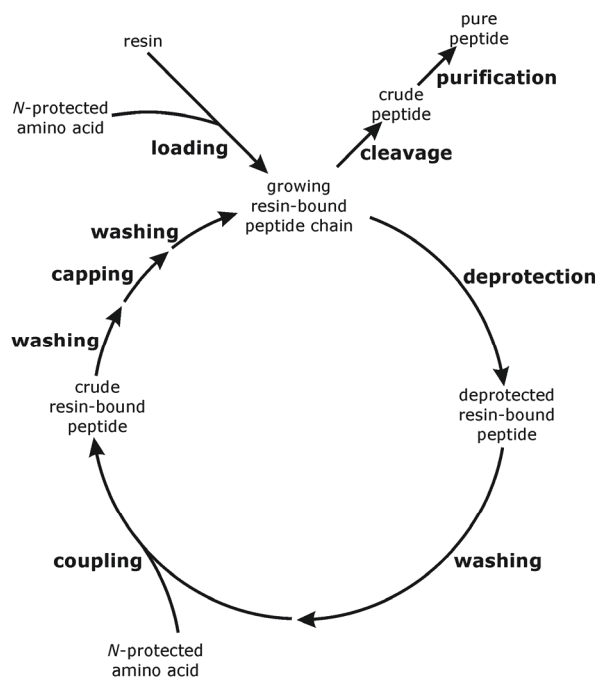 resin
N-protected
amino acid
loading
pure
peptide
purification
crude
peptide
cleavage
growing
resin-bound
peptide chain
deprotection
deprotected
resin-bound
peptide
washing
N-protected
amino acid
coupling
crude
resin-bound
peptide
washing
capping
washing